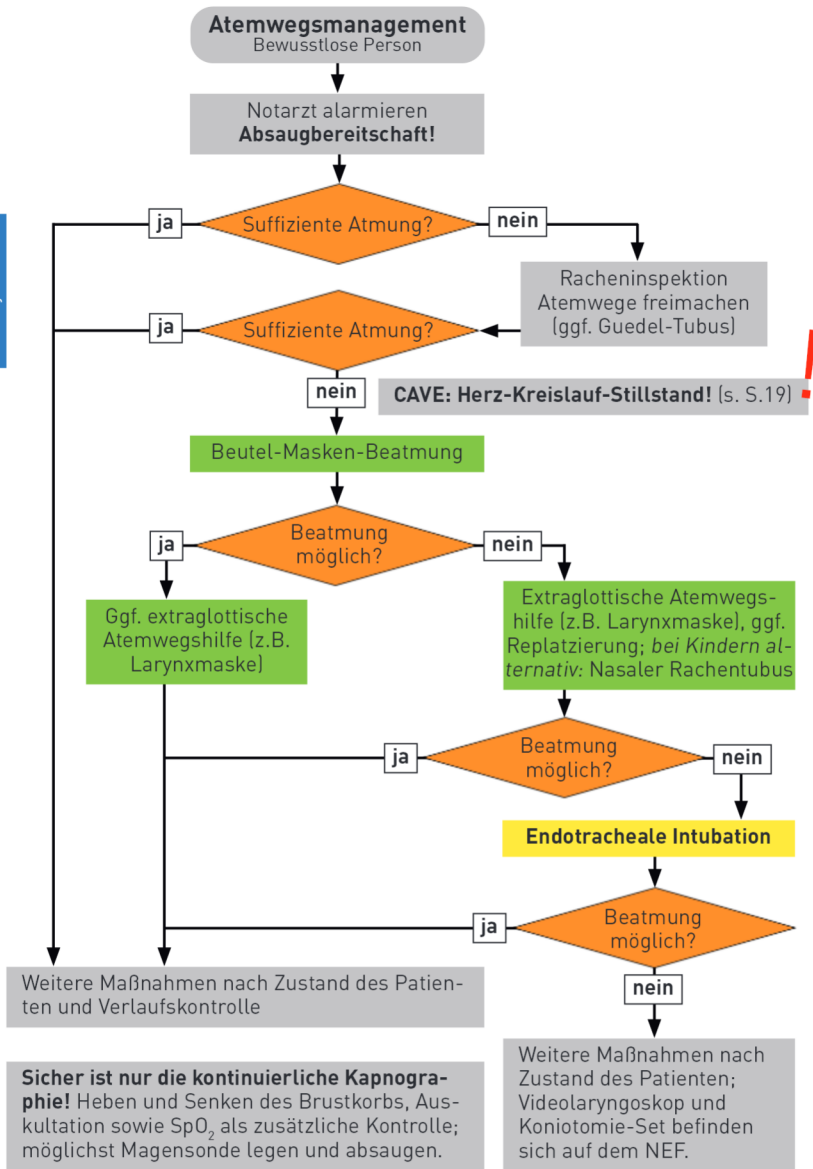 Atemwegsmanagement
Bewusstlose Person
Notarzt alarmieren
Absaugbereitschaft!
ja
Suffiziente Atmung?
nein
Racheninspektion
Atemwege freimachen
(ggf. Guedel-Tubus)
ja
Suffiziente Atmung?
nein
CAVE: Herz-Kreislauf-Stillstand! (s. S.19)
Beutel-Masken-Beatmung
ja
Beatmung
möglich?
nein
Ggf. extraglottische
Atemwegshilfe (z.B.
Larynxmaske)
Extraglottische Atemwegs-
hilfe (z.B. Larynxmaske), ggf.
Replatzierung; bei Kindern al-
ternativ: Nasaler Rachentubus
ja
Beatmung
möglich?
nein
Endotracheale Intubation
ja
Beatmung
möglich?
nein
Weitere Maßnahmen nach Zustand des Patien-
ten und Verlaufskontrolle
Sicher ist nur die kontinuierliche Kapnogra-
phie! Heben und Senken des Brustkorbs, Aus-
kultation sowie SpO₂ als zusätzliche Kontrolle;
möglichst Magensonde legen und absaugen.
Weitere Maßnahmen nach
Zustand des Patienten;
Videolaryngoskop und
Koniotomie-Set befinden
sich auf dem NEF.